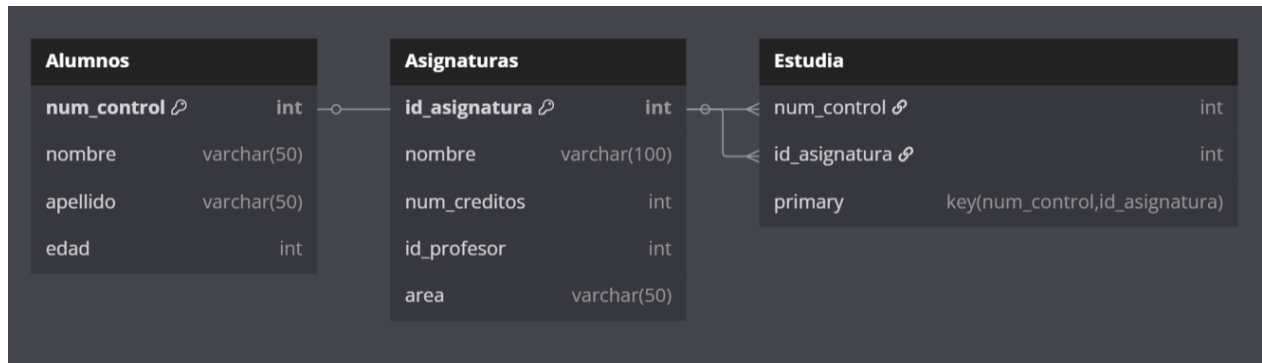 Alumnos
num_control int
nombre varchar(50)
apellido varchar(50)
edad int
Asignaturas
id_asignatura int
nombre varchar(100)
num_creditos int
id_profesor int
area varchar(50)
Estudia
num_control int
id_asignatura int
primary key(num_control,id_asignatura)